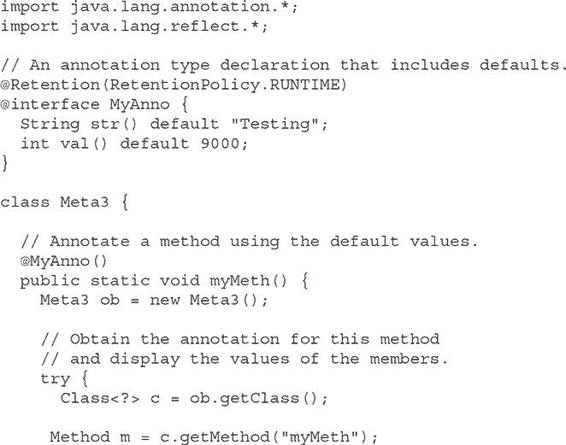 import java.lang.annotation.*;
import java.lang.reflect.*;
// An annotation type declaration that includes defaults.
@Retention(RetentionPolicy.RUNTIME)
@interface MyAnno {
  String str() default "Testing";
  int val() default 9000;
}
class Meta3 {
  // Annotate a method using the default values.
  @MyAnno()
  public static void myMeth() {
    Meta3 ob = new Meta3();
    // Obtain the annotation for this method
    // and display the values of the members.
    try {
      Class<?> c = ob.getClass();
     Method m = c.getMethod("myMeth");